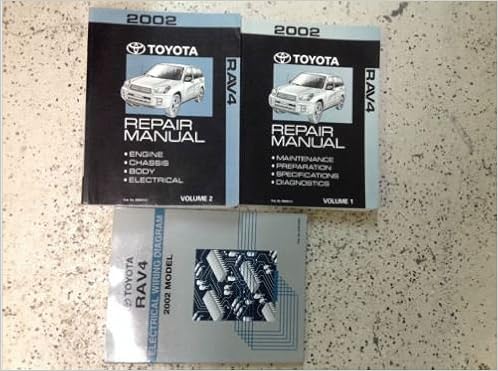 2002
TOYOTA
RAV4
REPAIR
MANUAL
• ENGINE
• CHASSIS
• BODY
• ELECTRICAL
VOLUME 2
2002
TOYOTA
RAV4
REPAIR
MANUAL
• MAINTENANCE
• PREPARATION
• SPECIFICATIONS
• DIAGNOSTICS
VOLUME 1
TOYOTA
RAV4
ELECTRICAL WIRING DIAGRAM
2002 MODEL